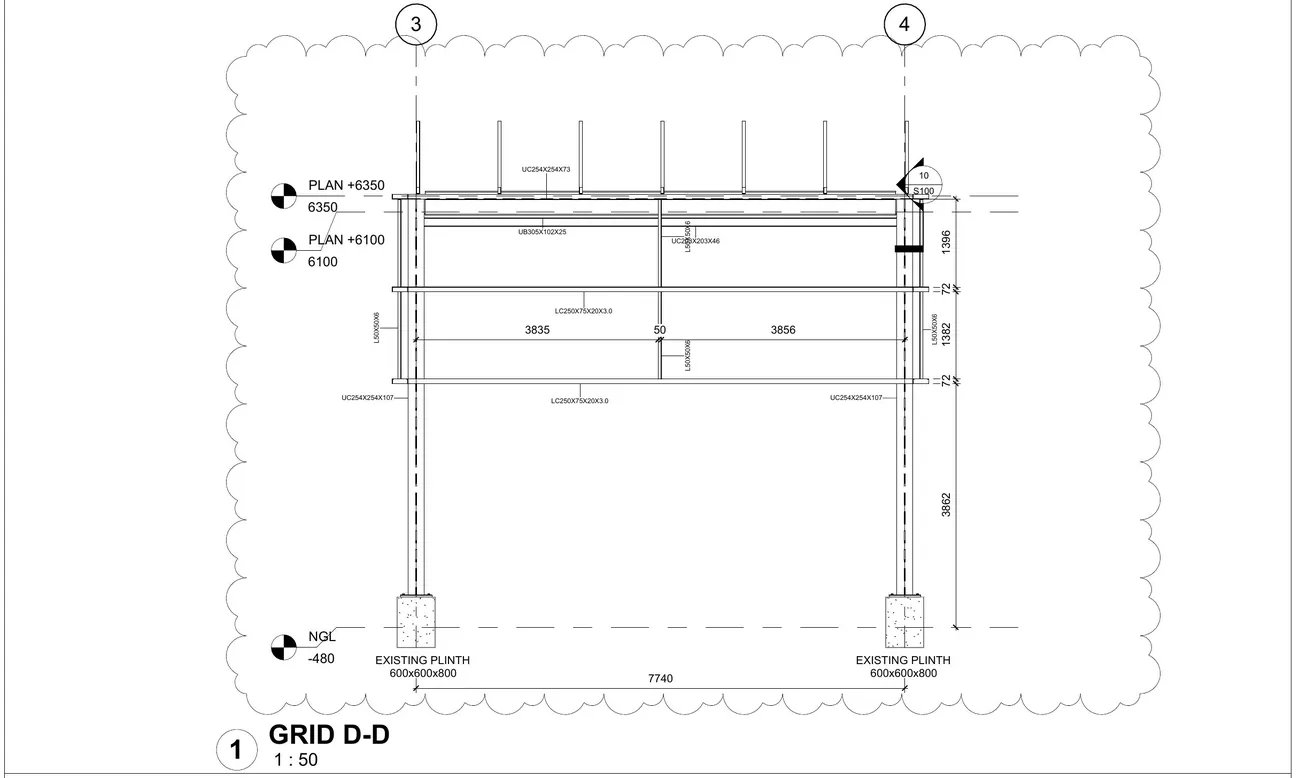 3
4
UC254X254X73
10
S100
PLAN +6350
6350
PLAN +6100
6100
UB305X102X25
L50X50X6
UC203X203X46
1396
72
LC250X75X20X3.0
L50X50X6
3835
50
3856
L50X50X6
1382
L50X50X6
72
UC254X254X107
LC250X75X20X3.0
UC254X254X107
3862
NGL
-480
EXISTING PLINTH
600x600x800
EXISTING PLINTH
600x600x800
7740
1
GRID D-D
1 : 50